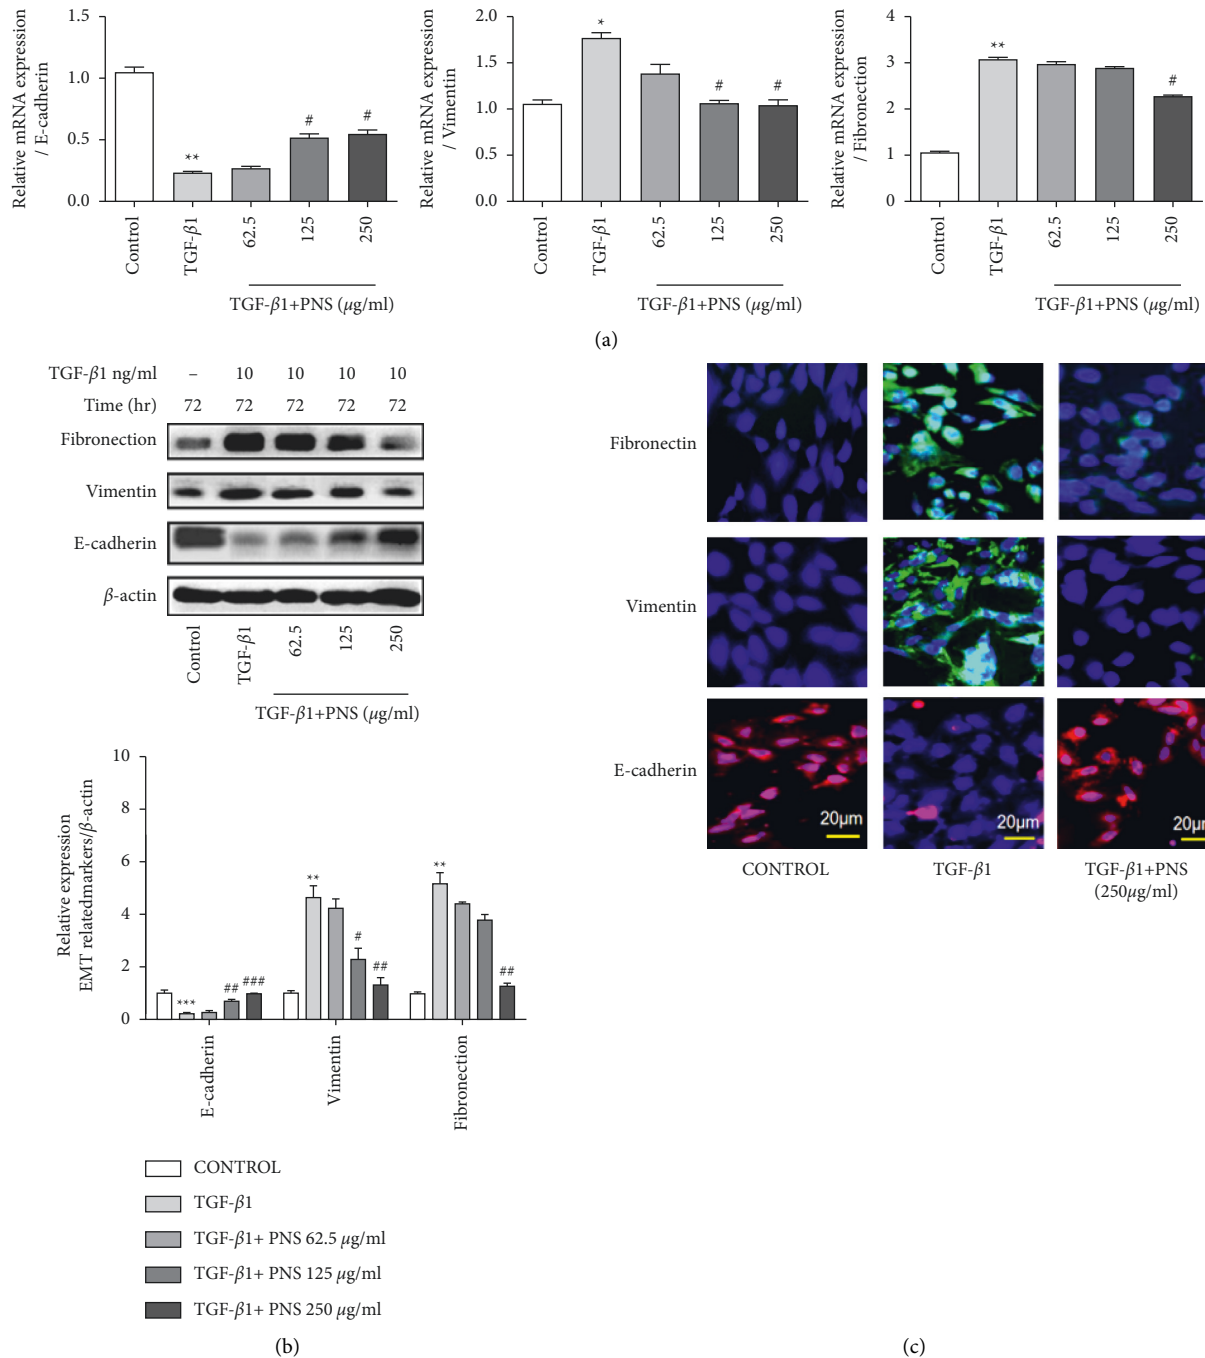 Relative mRNA expression
/ E-cadherin
1.5
1.0
0.5
0.0
**
#
#
Control
TGF-β1
62.5
125
250
TGF-β1+PNS (μg/ml)
Relative mRNA expression
/ Vimentin
2.0
1.5
1.0
0.5
0.0
*
#
#
Control
TGF-β1
62.5
125
250
TGF-β1+PNS (μg/ml)
Relative mRNA expression
/ Fibronection
4
3
2
1
0
**
#
Control
TGF-β1
62.5
125
250
TGF-β1+PNS (μg/ml)
(a)
TGF-β1 ng/ml – 10 10 10 10
Time (hr) 72 72 72 72 72
Fibronection
Vimentin
E-cadherin
β-actin
Control
TGF-β1
62.5
125
250
TGF-β1+PNS (μg/ml)
Relative expression
EMT relatedmarkers/β-actin
10
8
6
4
2
0
***
##
###
**
#
##
**
##
E-cadherin
Vimentin
Fibronection
CONTROL
TGF-β1
TGF-β1+ PNS 62.5 μg/ml
TGF-β1+ PNS 125 μg/ml
TGF-β1+ PNS 250 μg/ml
(b)
Fibronectin
Vimentin
E-cadherin
20μm
20μm
20μm
CONTROL
TGF-β1
TGF-β1+PNS
(250μg/ml)
(c)